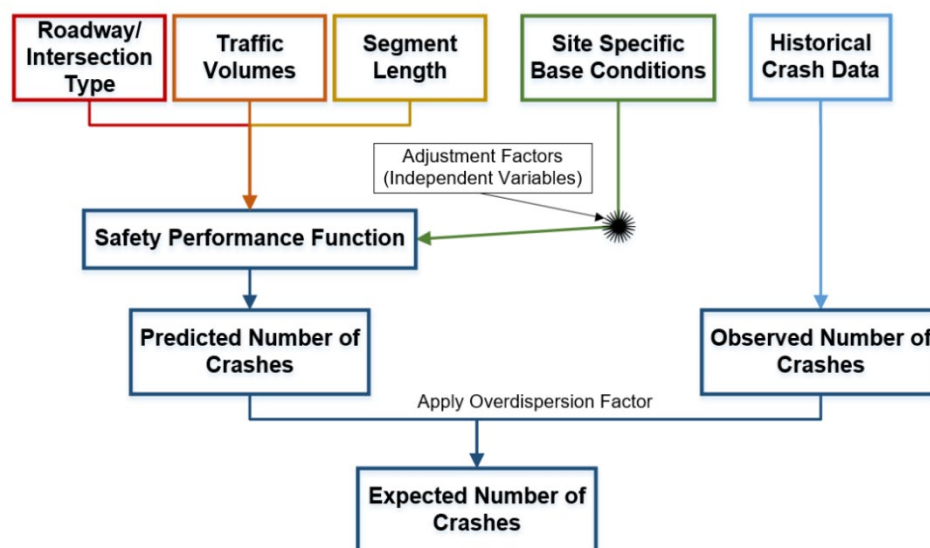 Roadway/
Intersection
Type
Traffic
Volumes
Segment
Length
Site Specific
Base Conditions
Historical
Crash Data
Adjustment Factors
(Independent Variables)
Safety Performance Function
Predicted Number of
Crashes
Observed Number of
Crashes
Apply Overdispersion Factor
Expected Number of
Crashes